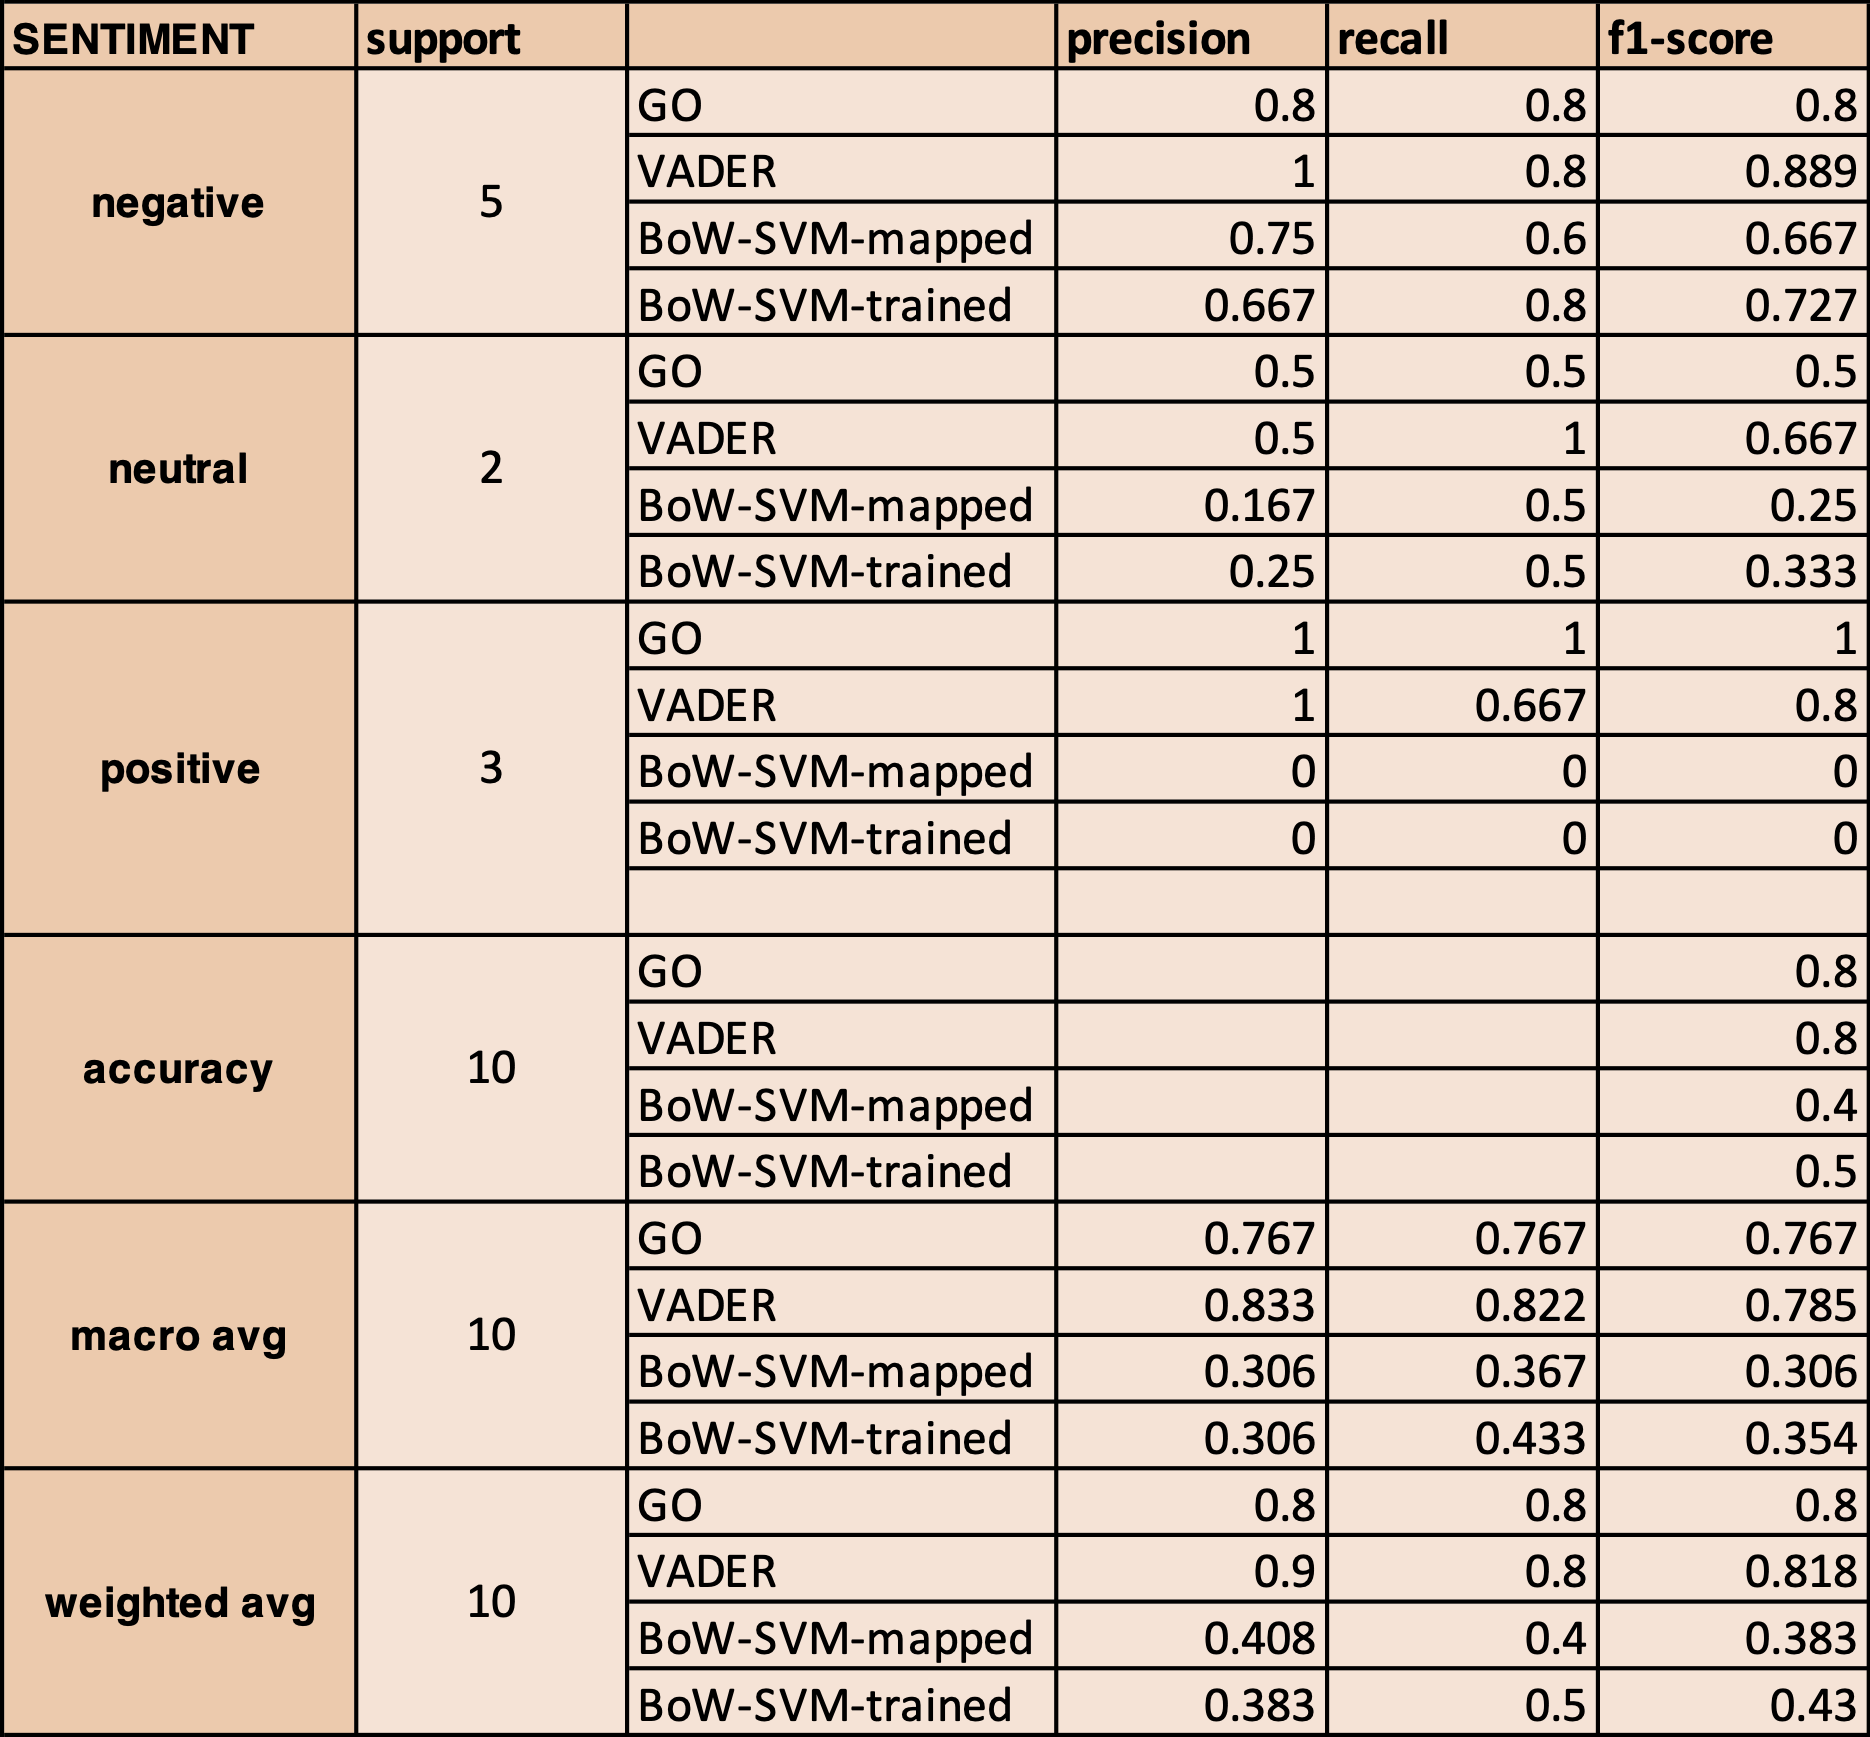 SENTIMENT support precision recall f1-score
negative 5 GO 0.8 0.8 0.8
VADER 1 0.8 0.889
BoW-SVM-mapped 0.75 0.6 0.667
BoW-SVM-trained 0.667 0.8 0.727
neutral 2 GO 0.5 0.5 0.5
VADER 0.5 1 0.667
BoW-SVM-mapped 0.167 0.5 0.25
BoW-SVM-trained 0.25 0.5 0.333
positive 3 GO 1 1 1
VADER 1 0.667 0.8
BoW-SVM-mapped 0 0 0
BoW-SVM-trained 0 0 0
accuracy 10 GO 0.8
VADER 0.8
BoW-SVM-mapped 0.4
BoW-SVM-trained 0.5
macro avg 10 GO 0.767 0.767 0.767
VADER 0.833 0.822 0.785
BoW-SVM-mapped 0.306 0.367 0.306
BoW-SVM-trained 0.306 0.433 0.354
weighted avg 10 GO 0.8 0.8 0.8
VADER 0.9 0.8 0.818
BoW-SVM-mapped 0.408 0.4 0.383
BoW-SVM-trained 0.383 0.5 0.43